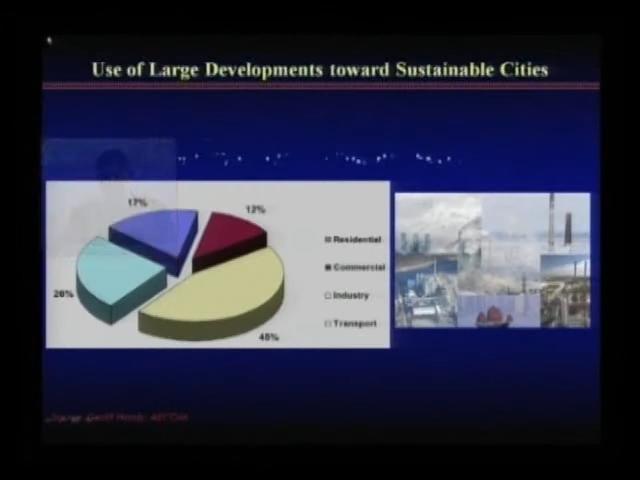 Use of Large Developments toward Sustainable Cities
17%
12%
Residential
Commercial
26%
Industry
Transport
45%